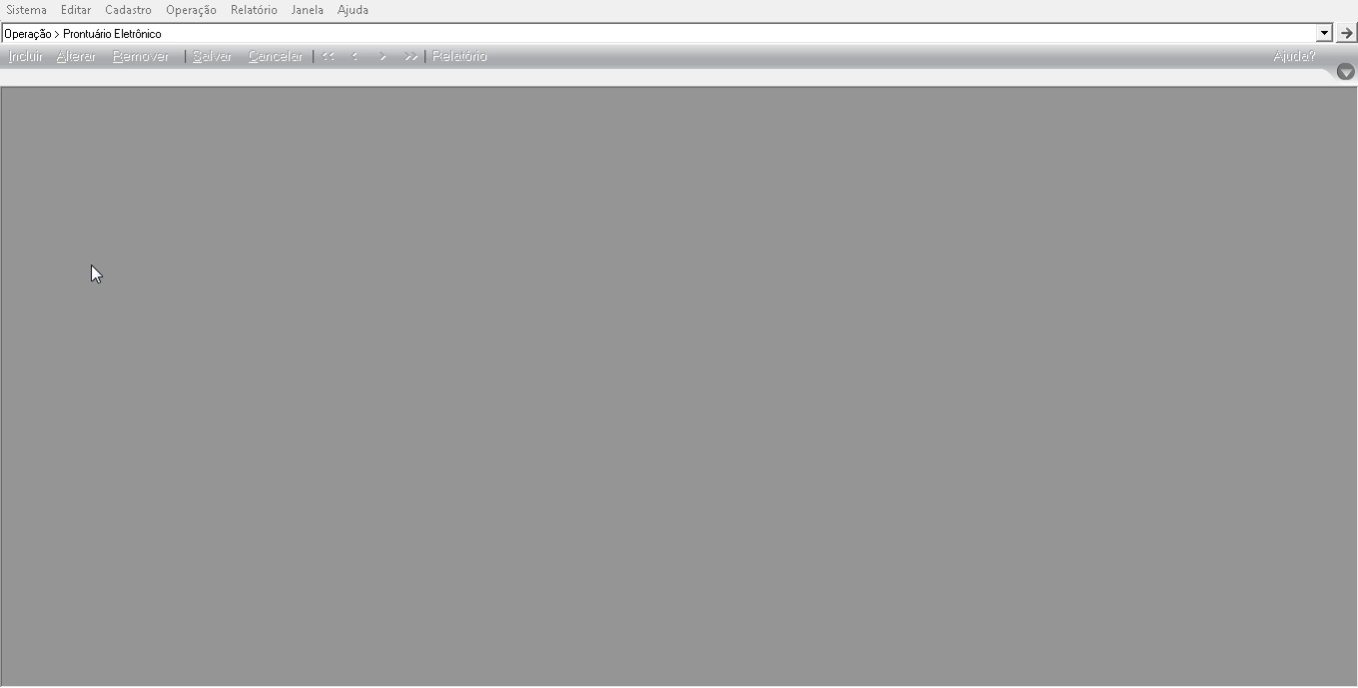 Sistema Editar Cadastro Operação Relatório Janela Ajuda
Operação > Prontuário Eletrônico
Incluir Alterar Remover | Salvar Cancelar | << < > >> | Relatório Ajuda?